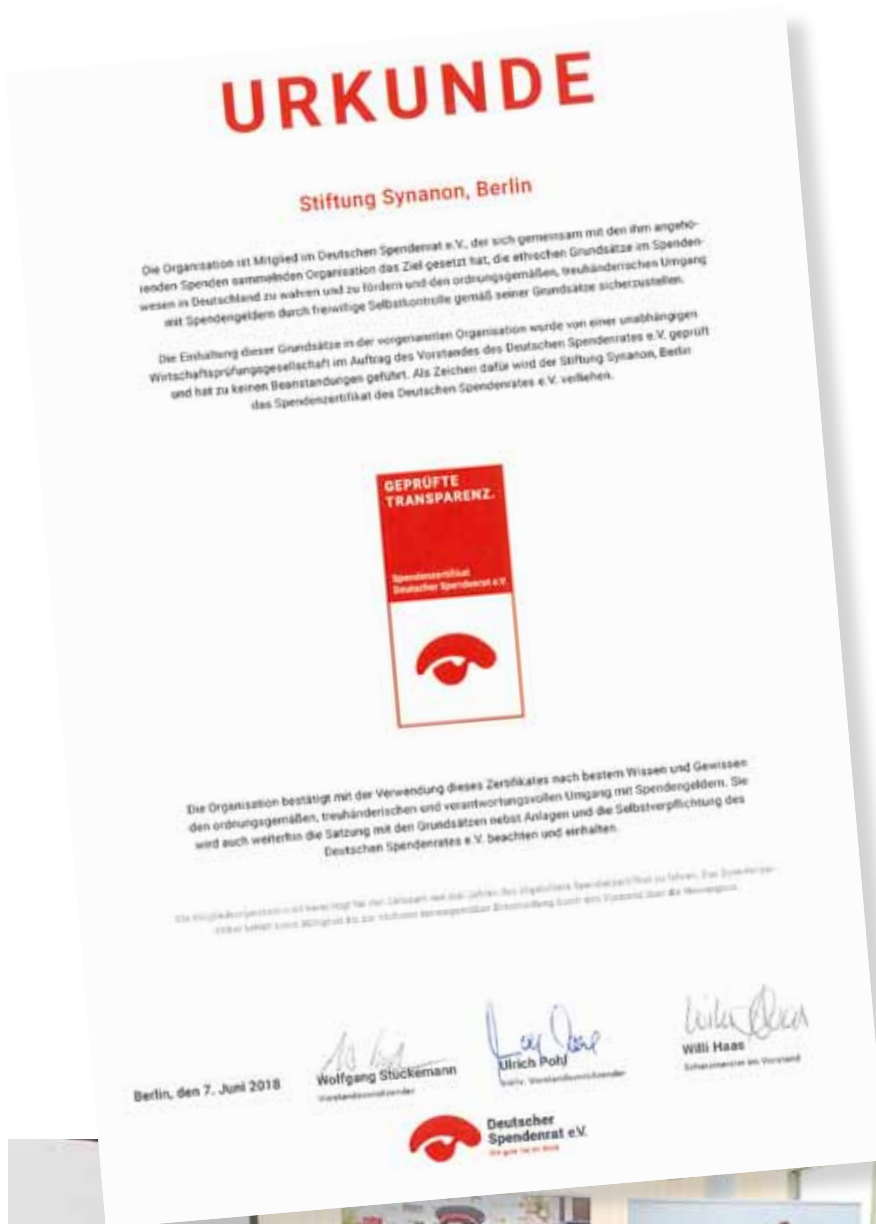 URKUNDE
Stiftung Synanon, Berlin
Die Organisation ist Mitglied im Deutschen Spendenrat e.V., der sich gemeinsam mit den ihm angehö-
renden Spenden sammelnden Organisation das Ziel gesetzt hat, die ethischen Grundsätze im Spenden-
wesen in Deutschland zu wahren und zu fördern und den ordnungsgemäßen, treuhänderischen Umgang
mit Spendengeldern durch freiwillige Selbstkontrolle gemäß seiner Grundsätze sicherzustellen.
Die Einhaltung dieser Grundsätze in der vorgenannten Organisation wurde von einer unabhängigen
Wirtschaftsprüfungsgesellschaft im Auftrag des Vorstandes des Deutschen Spendenrates e.V. geprüft
und hat zu keinen Beanstandungen geführt. Als Zeichen dafür wird der Stiftung Synanon, Berlin
das Spendenzertifikat des Deutschen Spendenrates e.V. verliehen.
GEPRÜFTE
TRANSPARENZ.
Spendenzertifikat
Deutscher Spendenrat e.V.
Die Organisation bestätigt mit der Verwendung dieses Zertifikates nach bestem Wissen und Gewissen
den ordnungsgemäßen, treuhänderischen und verantwortungsvollen Umgang mit Spendengeldern. Sie
wird auch weiterhin die Satzung mit den Grundsätzen nebst Anlagen und die Selbstverpflichtung des
Deutschen Spendenrates e.V. beachten und einhalten.
Berlin, den 7. Juni 2018
Wolfgang Stückemann
Vorstandsvorsitzender
Ulrich Pohl
Vorstandsvorsitzender
Willi Haas
Schatzmeister im Vorstand
Deutscher
Spendenrat e.V.